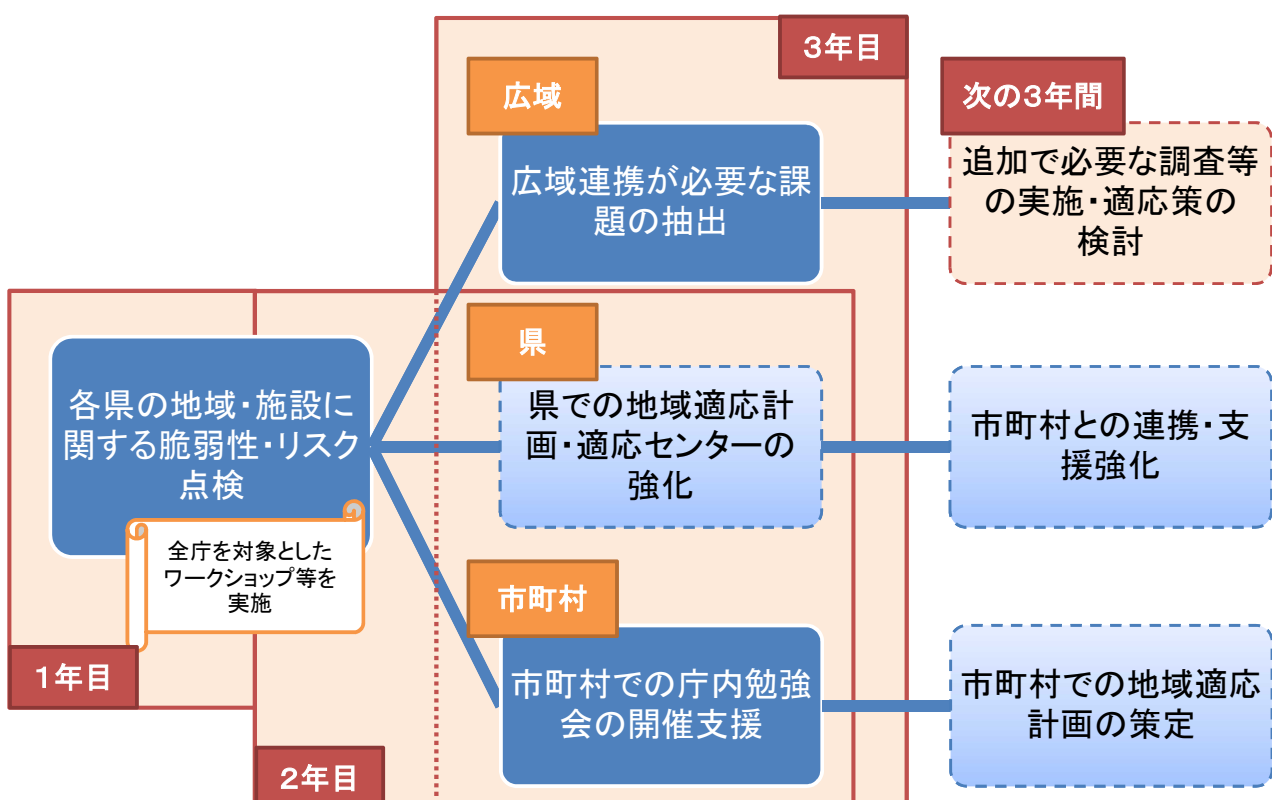 3年目
広域
次の3年間
広域連携が必要な課
題の抽出
追加で必要な調査等
の実施・適応策の
検討
県
各県の地域・施設に
関する脆弱性・リスク
点検
県での地域適応計
画・適応センターの
強化
市町村との連携・支
援強化
全庁を対象とした
ワークショップ等を
実施
市町村
1年目
市町村での庁内勉強
会の開催支援
市町村での地域適応
計画の策定
2年目